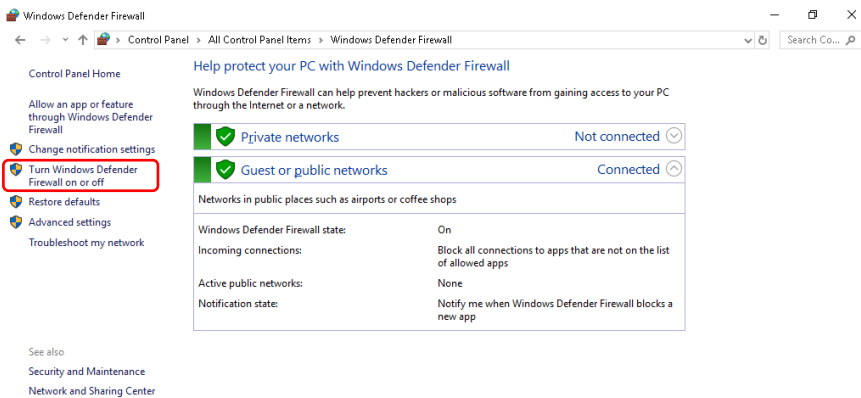 Windows Defender Firewall
Control Panel > All Control Panel Items > Windows Defender Firewall
Search Co...
Control Panel Home
Allow an app or feature
through Windows Defender
Firewall
Change notification settings
Turn Windows Defender
Firewall on or off
Restore defaults
Advanced settings
Troubleshoot my network
See also
Security and Maintenance
Network and Sharing Center
Help protect your PC with Windows Defender Firewall
Windows Defender Firewall can help prevent hackers or malicious software from gaining access to your PC
through the Internet or a network.
Private networks Not connected
Guest or public networks Connected
Networks in public places such as airports or coffee shops
Windows Defender Firewall state: On
Incoming connections: Block all connections to apps that are not on the list
of allowed apps
Active public networks: None
Notification state: Notify me when Windows Defender Firewall blocks a
new app